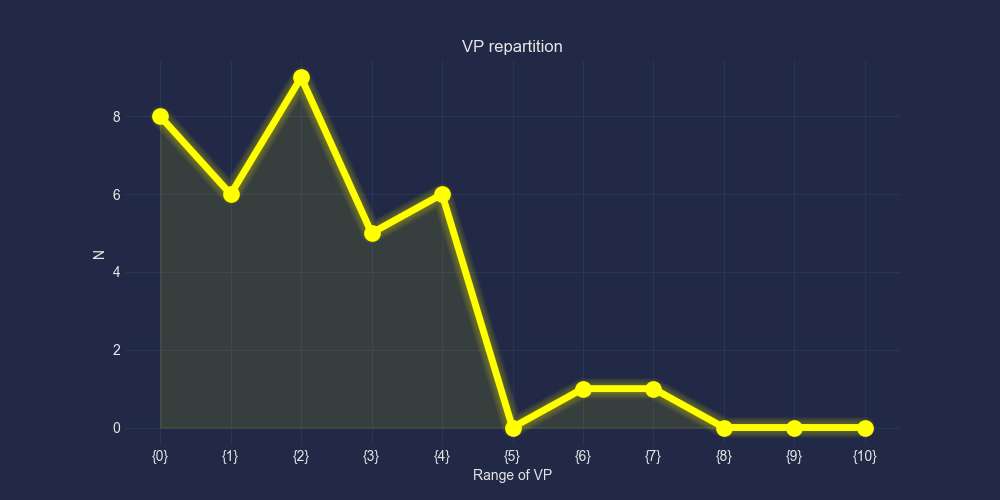 VP repartition
8
6
4
2
0
N
{0} {1} {2} {3} {4} {5} {6} {7} {8} {9} {10}
Range of VP